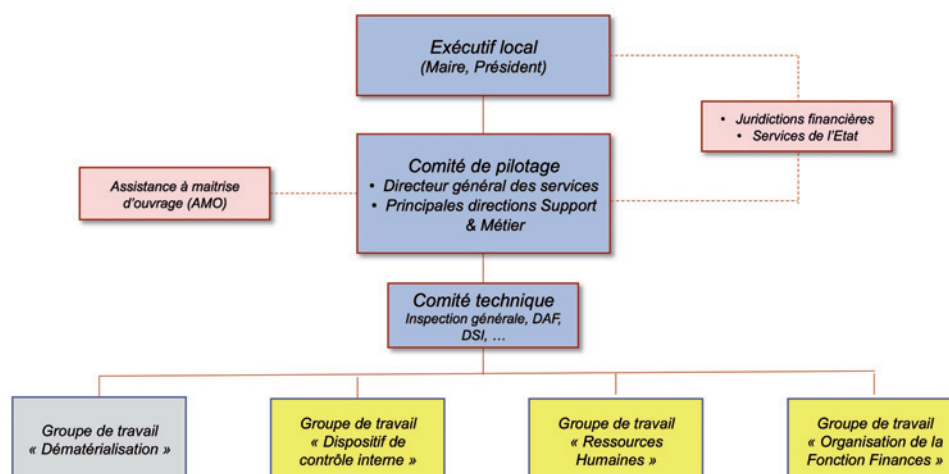 Exécutif local
(Maire, Président)
• Juridictions financières
• Services de l'Etat
Comité de pilotage
• Directeur général des services
• Principales directions Support
& Métier
Assistance à maitrise
d'ouvrage (AMO)
Comité technique
Inspection générale, DAF,
DSI, …
Groupe de travail
« Dématérialisation »
Groupe de travail
« Dispositif de
contrôle interne »
Groupe de travail
« Ressources
Humaines »
Groupe de travail
« Organisation de la
Fonction Finances »